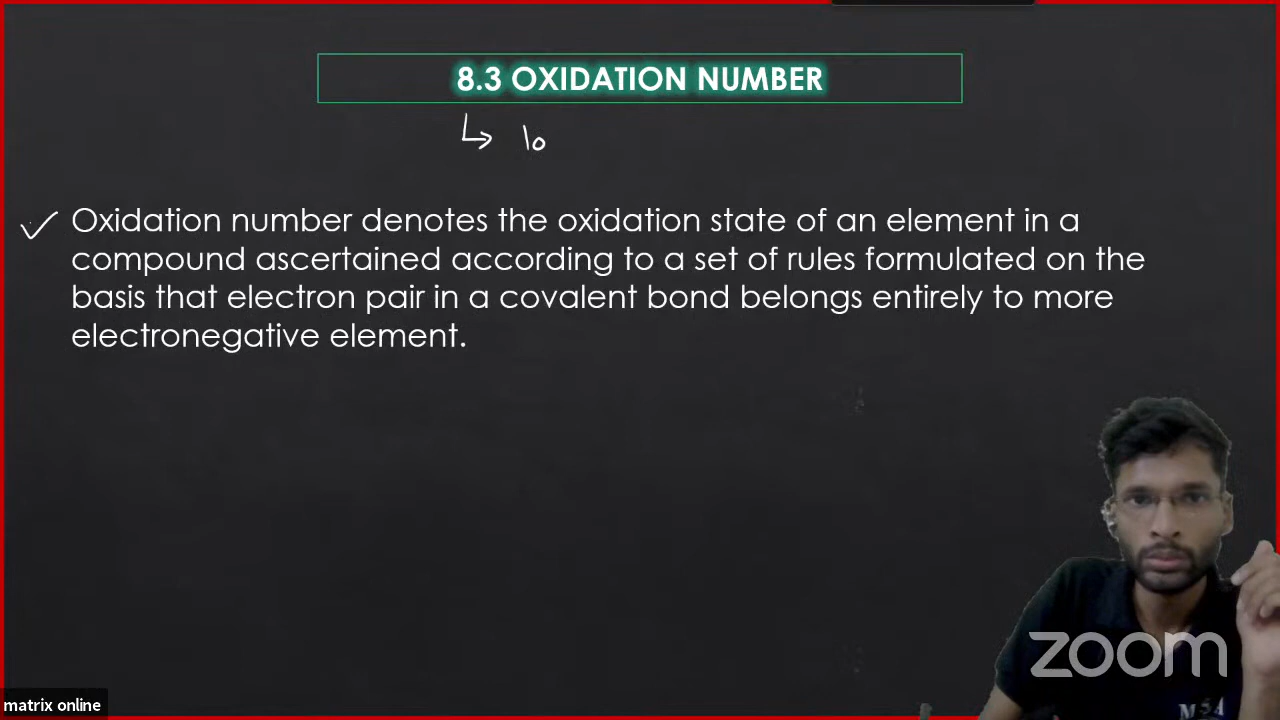 8.3 OXIDATION NUMBER
↳ 10
✓ Oxidation number denotes the oxidation state of an element in a
compound ascertained according to a set of rules formulated on the
basis that electron pair in a covalent bond belongs entirely to more
electronegative element.
zoom
matrix online